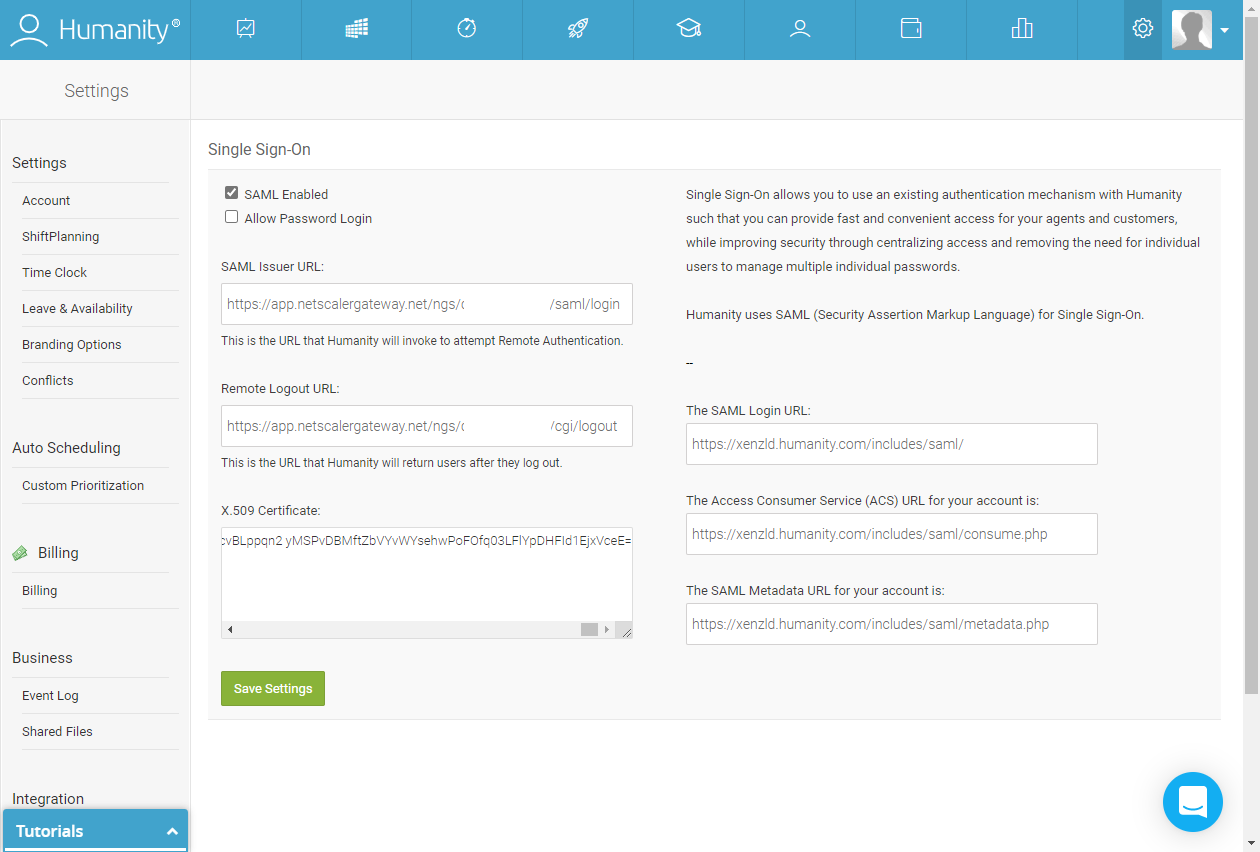 Humanity®
Settings
Settings
Account
ShiftPlanning
Time Clock
Leave & Availability
Branding Options
Conflicts
Auto Scheduling
Custom Prioritization
Billing
Billing
Business
Event Log
Shared Files
Integration
Tutorials
Single Sign-On
SAML Enabled
Allow Password Login
SAML Issuer URL:
https://app.netscalergateway.net/ngs/c /saml/login
This is the URL that Humanity will invoke to attempt Remote Authentication.
Remote Logout URL:
https://app.netscalergateway.net/ngs/c /cgi/logout
This is the URL that Humanity will return users after they log out.
X.509 Certificate:
cvBLppqn2 yMSPvDBMftZbVYvWYsehwPoFOfq03LFlYpDHFId1EjxVceE=
Save Settings
Single Sign-On allows you to use an existing authentication mechanism with Humanity
such that you can provide fast and convenient access for your agents and customers,
while improving security through centralizing access and removing the need for individual
users to manage multiple individual passwords.
Humanity uses SAML (Security Assertion Markup Language) for Single Sign-On.
--
The SAML Login URL:
https://xenzld.humanity.com/includes/saml/
The Access Consumer Service (ACS) URL for your account is:
https://xenzld.humanity.com/includes/saml/consume.php
The SAML Metadata URL for your account is:
https://xenzld.humanity.com/includes/saml/metadata.php